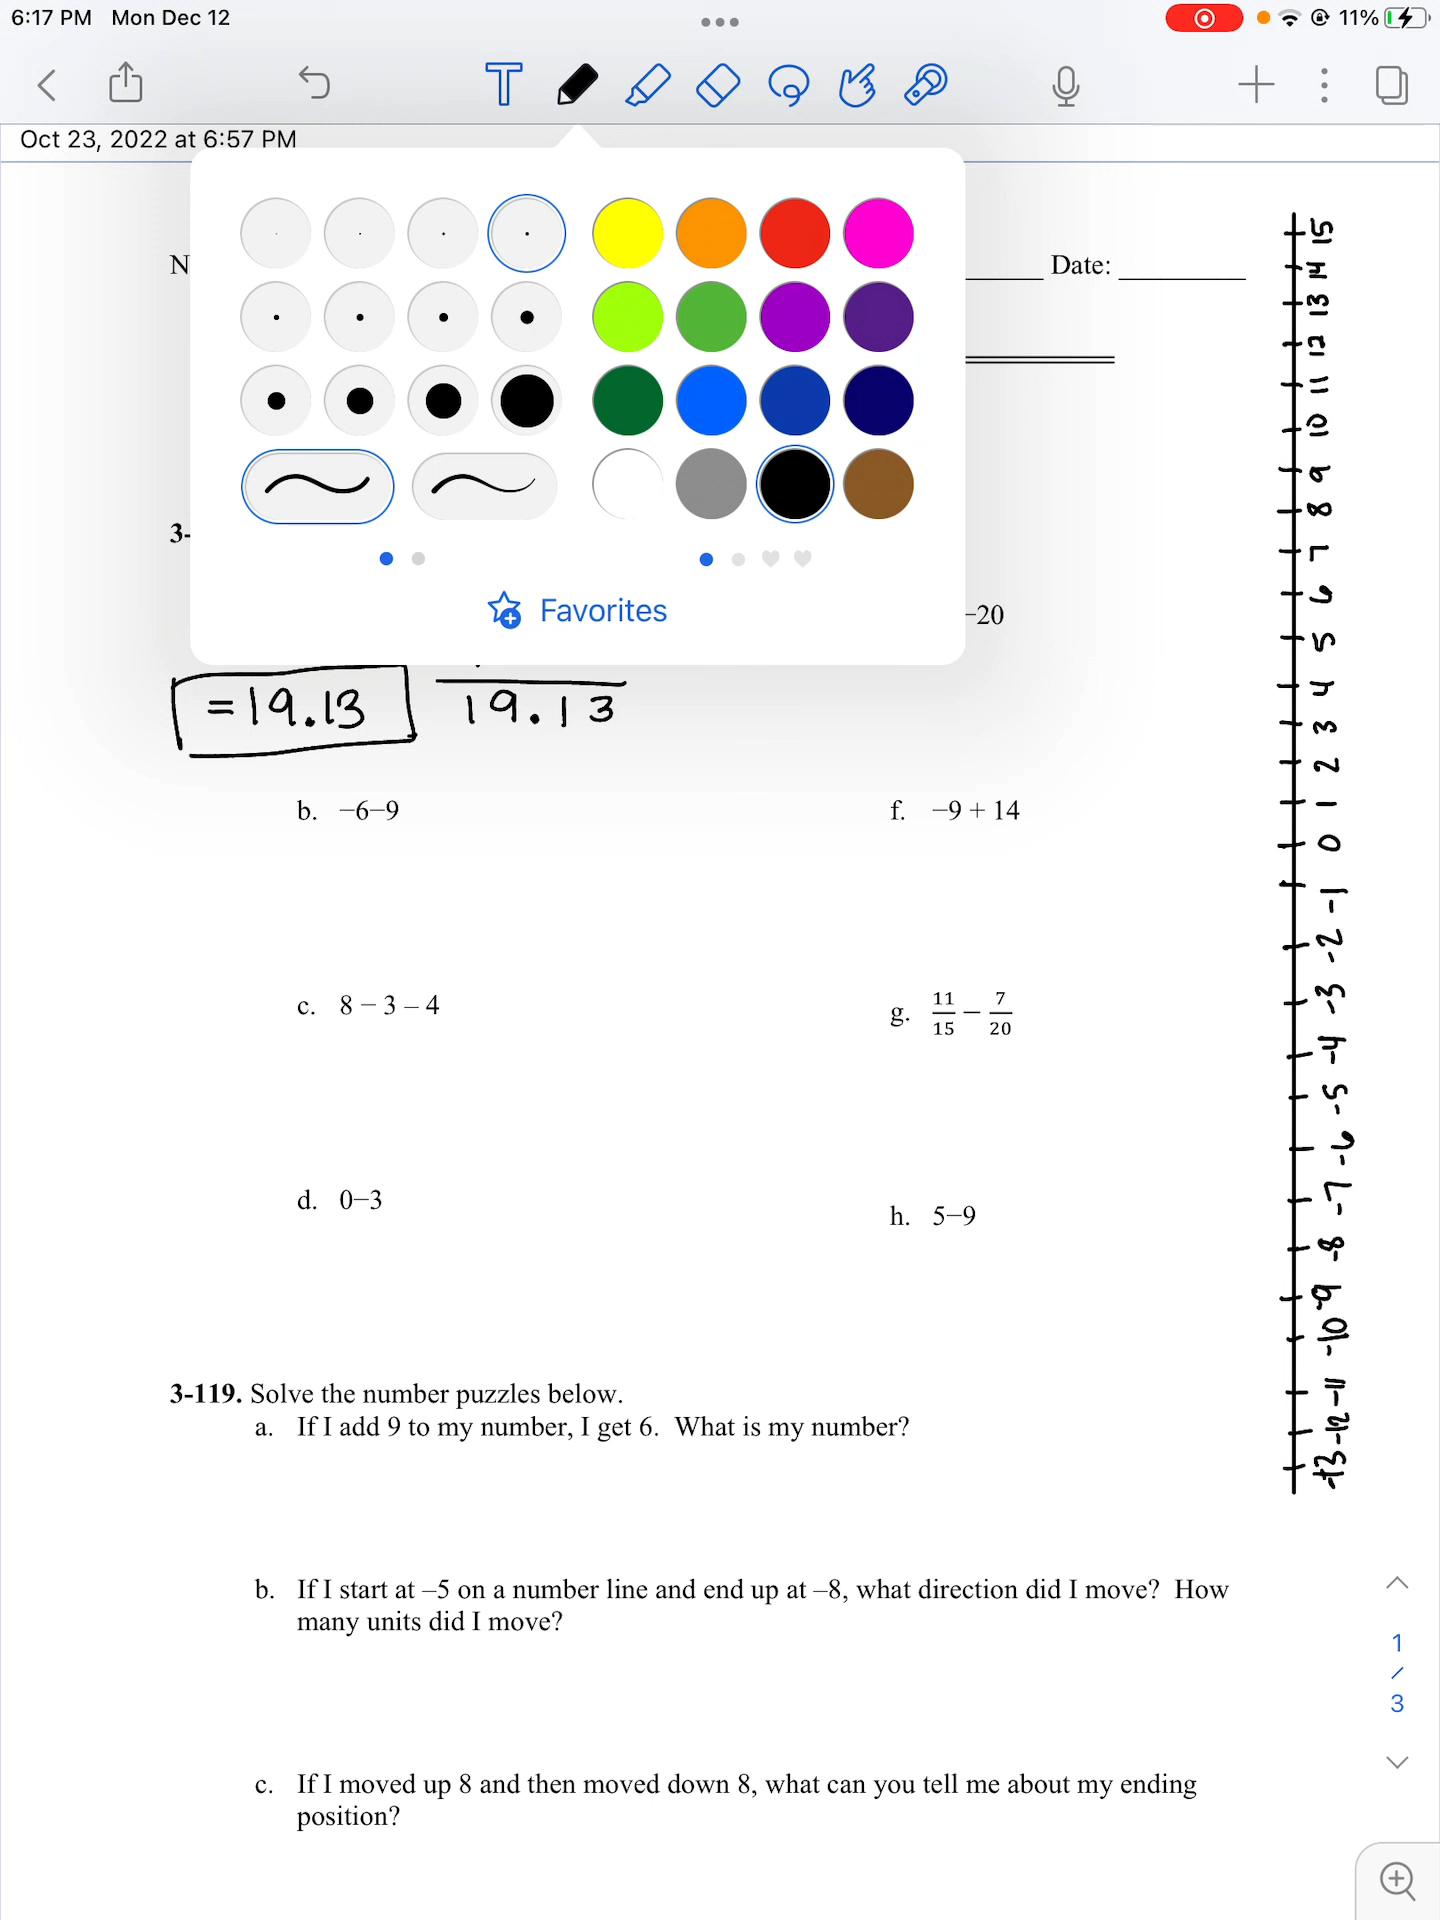 6:17 PM Mon Dec 12
11%
T
Oct 23, 2022 at 6:57 PM
N
Date:
3-
Favorites
-20
=19.13
19.13
b. −6−9
f. −9 + 14
c. 8 − 3 − 4
g. 11/15 − 7/20
d. 0−3
h. 5−9
3-119. Solve the number puzzles below.
a. If I add 9 to my number, I get 6. What is my number?
b. If I start at –5 on a number line and end up at –8, what direction did I move? How
many units did I move?
c. If I moved up 8 and then moved down 8, what can you tell me about my ending
position?
-13 -12 -11 -10 -9 -8 -7 -6 -5 -4 -3 -2 -1 0 1 2 3 4 5 6 7 8 9 10 11 12 13 14 15
1
/
3